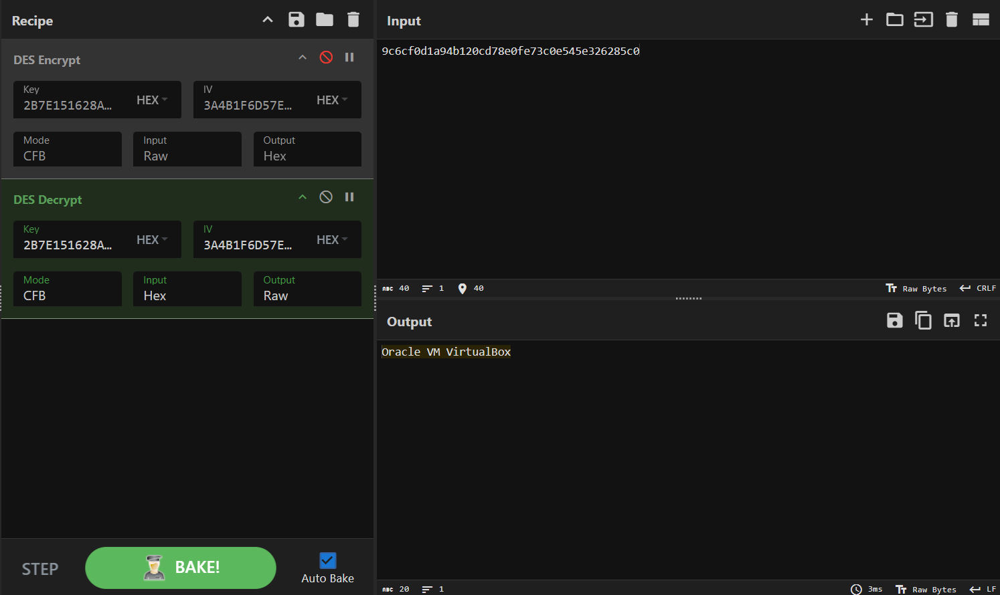 Recipe
DES Encrypt
Key
2B7E151628A…
HEX
IV
3A4B1F6D57E…
HEX
Mode
CFB
Input
Raw
Output
Hex
DES Decrypt
Key
2B7E151628A…
HEX
IV
3A4B1F6D57E…
HEX
Mode
CFB
Input
Hex
Output
Raw
STEP
BAKE!
Auto Bake
Input
9c6cf0d1a94b120cd78e0fe73c0e545e326285c0
ABC 40 1 40
Raw Bytes CRLF
Output
Oracle VM VirtualBox
ABC 20 1
3ms Raw Bytes LF